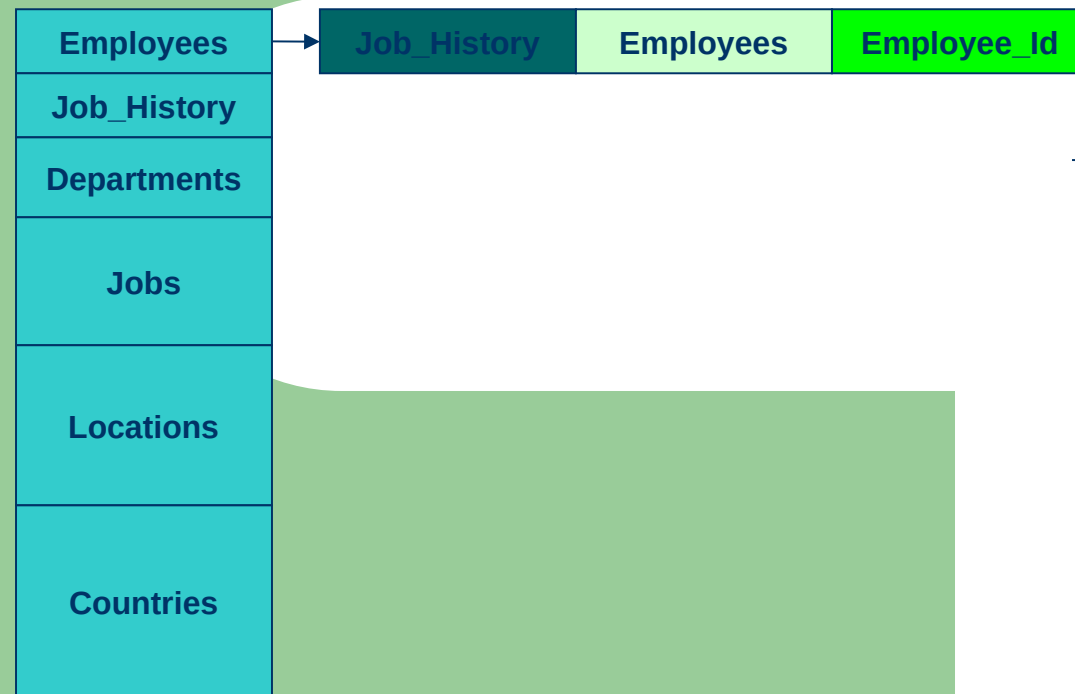 Employees
Job_History
Employees
Employee_Id
Job_History
Departments
Jobs
Locations
Countries